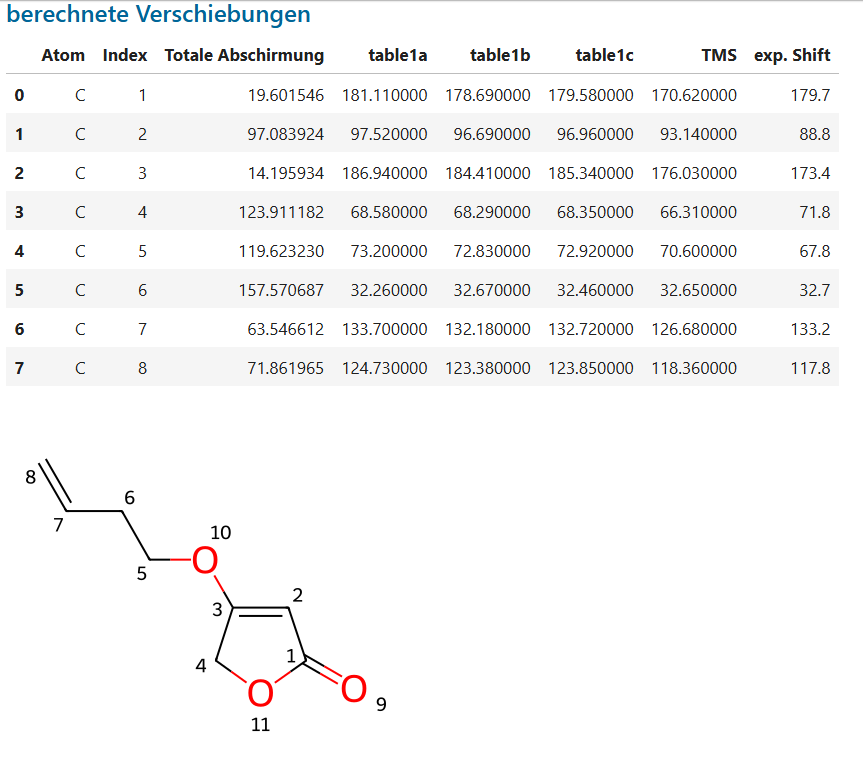 berechnete Verschiebungen
Atom Index Totale Abschirmung table1a table1b table1c TMS exp. Shift
0 C 1 19.601546 181.110000 178.690000 179.580000 170.620000 179.7
1 C 2 97.083924 97.520000 96.690000 96.960000 93.140000 88.8
2 C 3 14.195934 186.940000 184.410000 185.340000 176.030000 173.4
3 C 4 123.911182 68.580000 68.290000 68.350000 66.310000 71.8
4 C 5 119.623230 73.200000 72.830000 72.920000 70.600000 67.8
5 C 6 157.570687 32.260000 32.670000 32.460000 32.650000 32.7
6 C 7 63.546612 133.700000 132.180000 132.720000 126.680000 133.2
7 C 8 71.861965 124.730000 123.380000 123.850000 118.360000 117.8
8
6
7
10
O
5
2
3
1
4
O
O
9
11